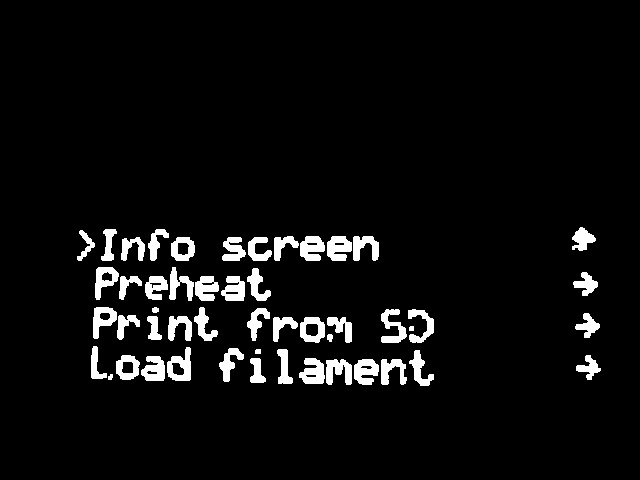 >Info screen ↑
Preheat →
Print from SD →
Load filament →